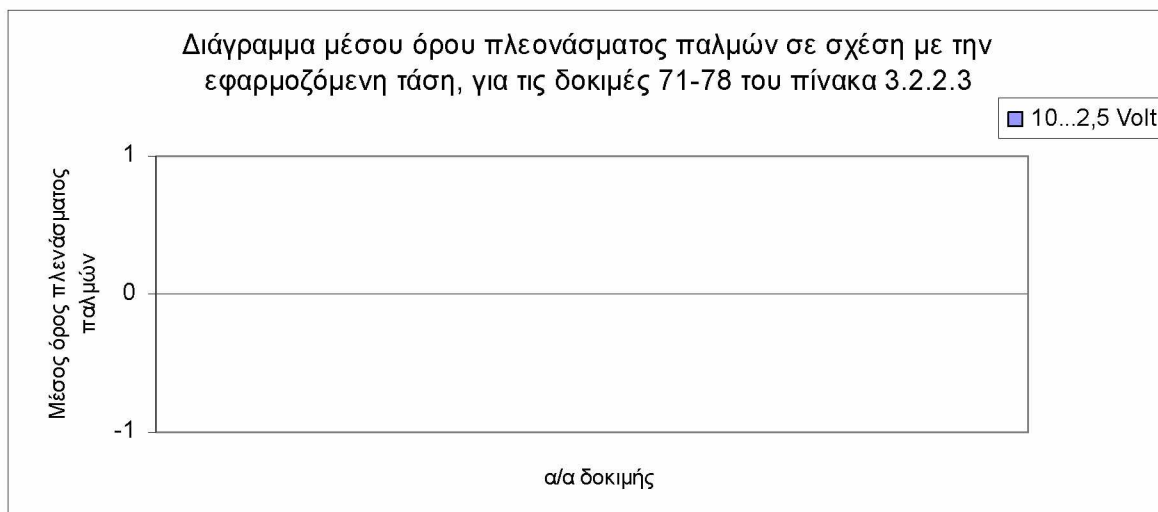 Διάγραμμα μέσου όρου πλεονάσματος παλμών σε σχέση με την
εφαρμοζόμενη τάση, για τις δοκιμές 71-78 του πίνακα 3.2.2.3
10...2,5 Volt
Μέσος όρος πλενάσματος
παλμών
1
0
-1
α/α δοκιμής